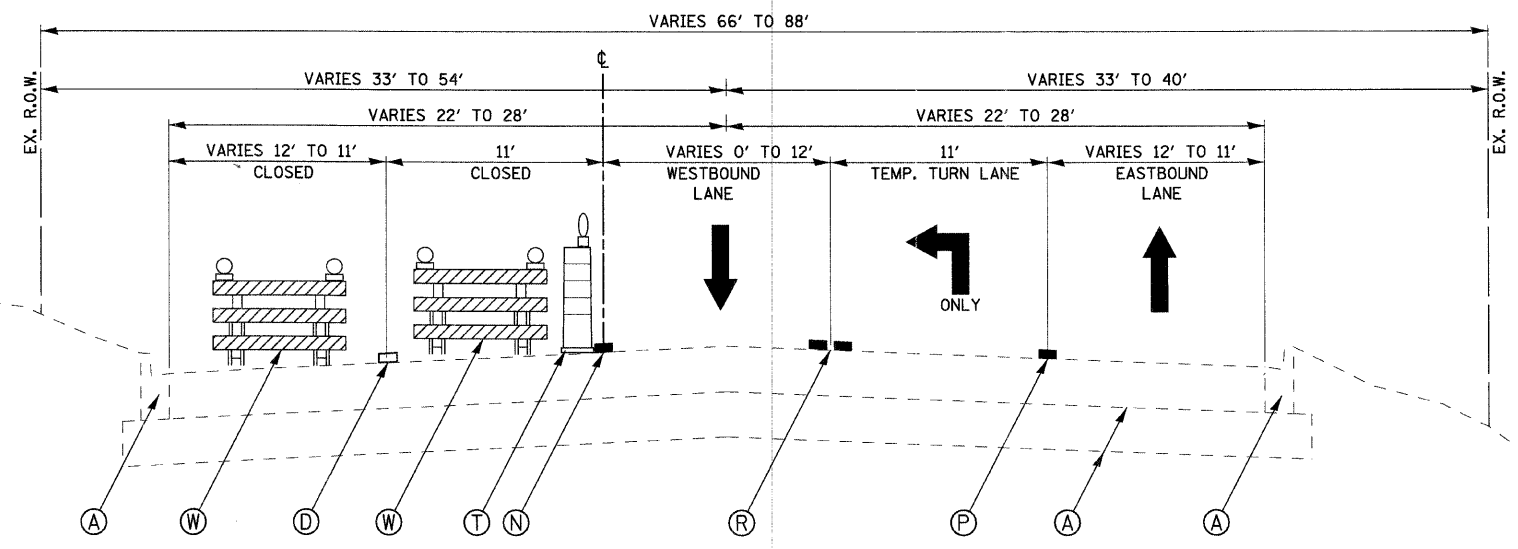 VARIES 66' TO 88'
℄
VARIES 33' TO 54'
VARIES 33' TO 40'
EX. R.O.W.
EX. R.O.W.
VARIES 22' TO 28'
VARIES 22' TO 28'
VARIES 12' TO 11'
CLOSED
11'
CLOSED
VARIES 0' TO 12'
WESTBOUND
LANE
11'
TEMP. TURN LANE
VARIES 12' TO 11'
EASTBOUND
LANE
ONLY
A
W
D
W
T
N
R
P
A
A